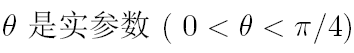 θ 是实参数 ( 0 < θ < π/4)